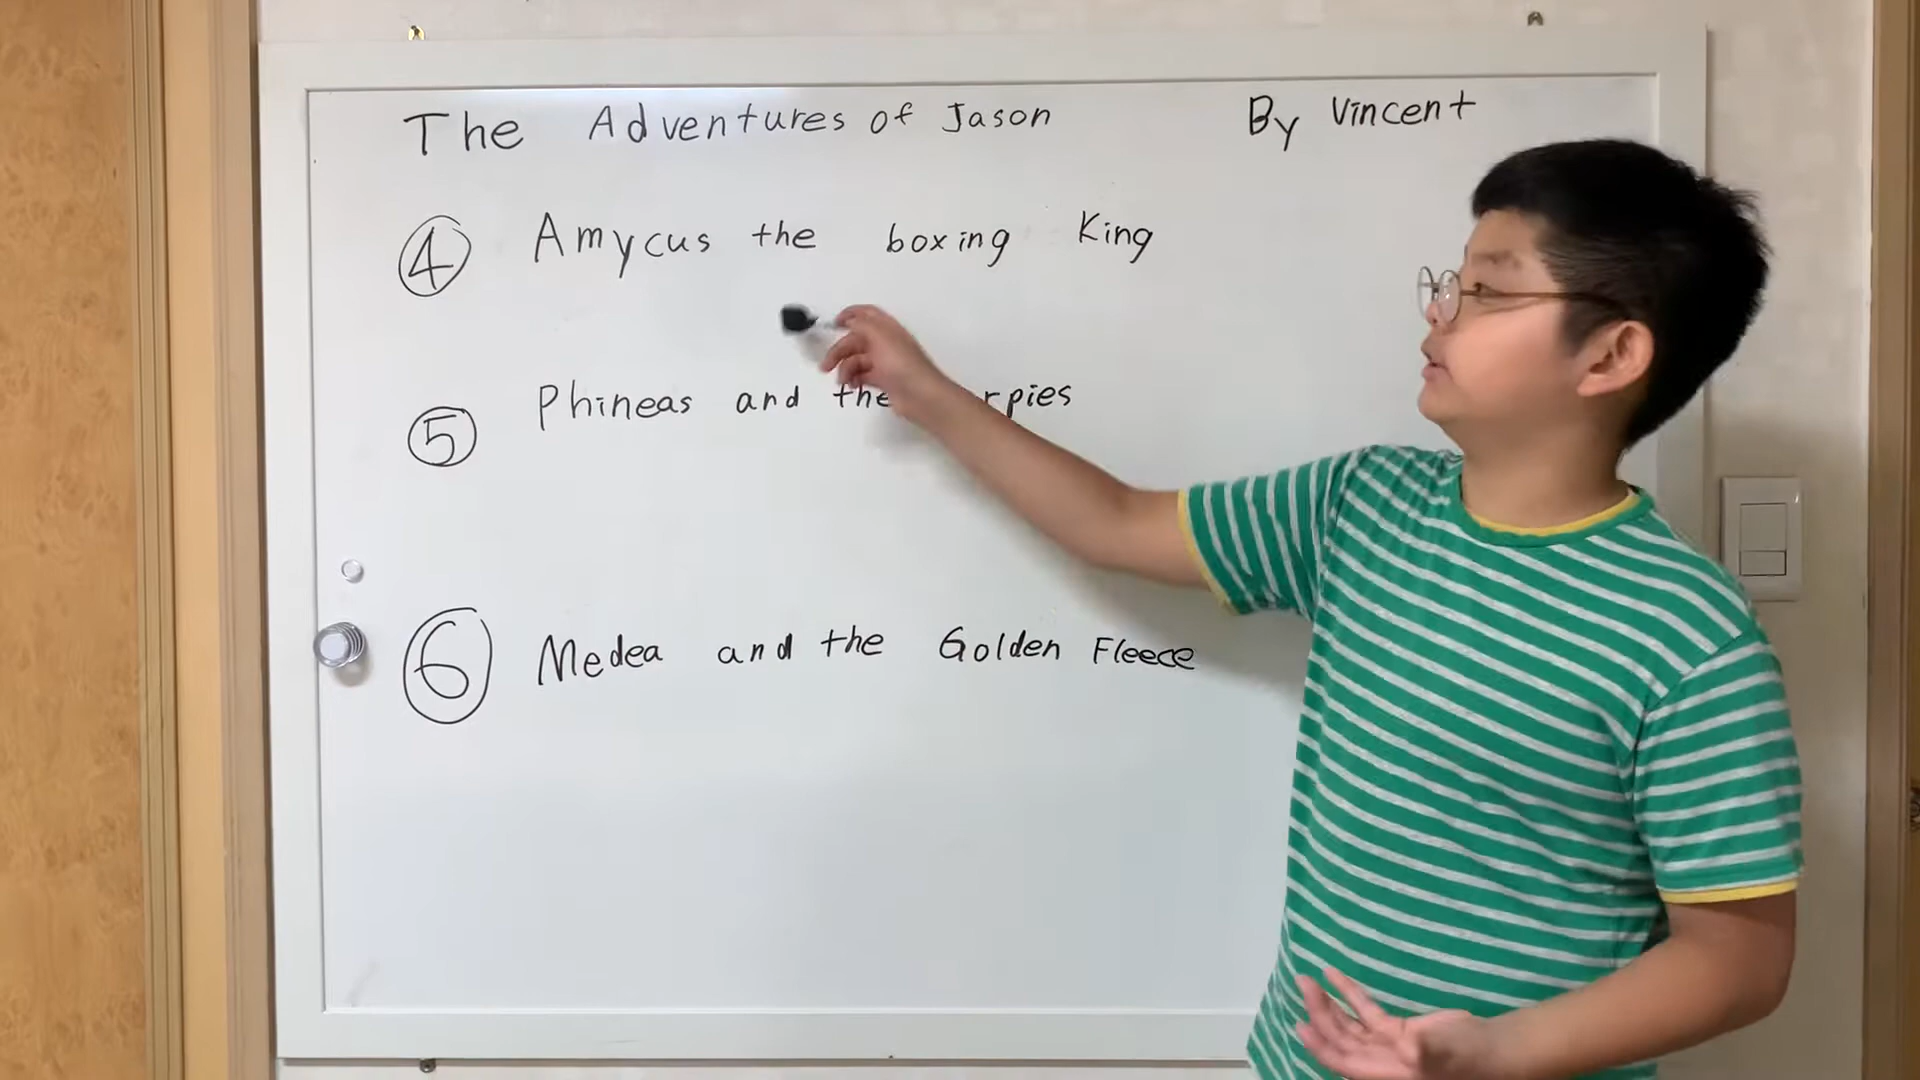 The Adventures of Jason By Vincent
④ Amycus the boxing King
⑤ Phineas and the
⑥ Medea and the Golden Fleece